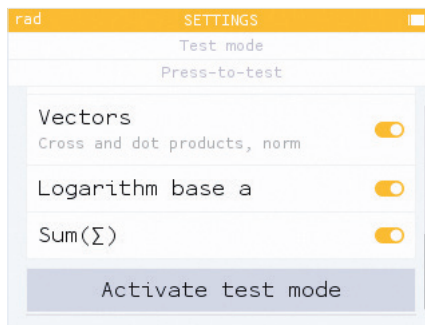 rad SETTINGS
Test mode
Press-to-test
Vectors
Cross and dot products, norm
Logarithm base a
Sum(∑)
Activate test mode